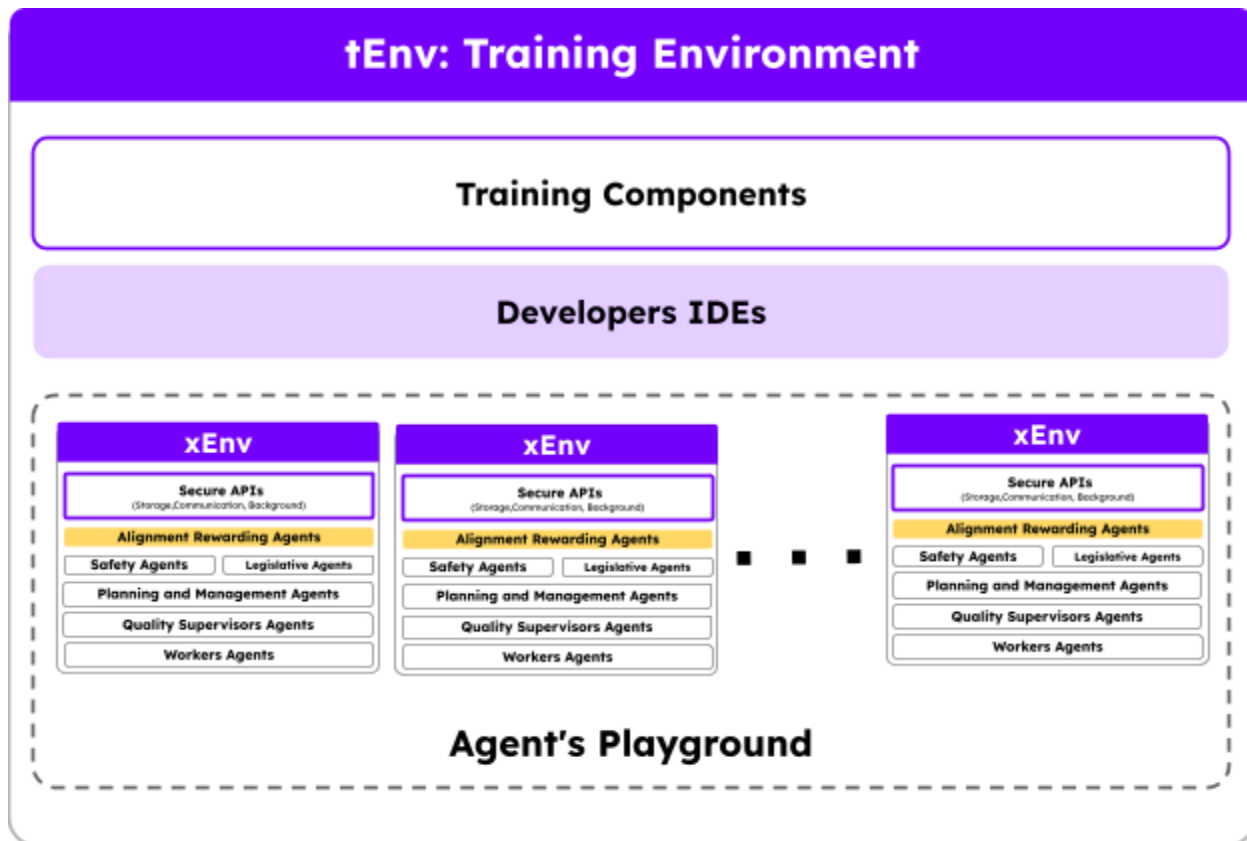 tEnv: Training Environment
Training Components
Developers IDEs
xEnv
Secure APIs
(Storage,Communication, Background)
Alignment Rewarding Agents
Safety Agents
Legislative Agents
Planning and Management Agents
Quality Supervisors Agents
Workers Agents
xEnv
Secure APIs
(Storage,Communication, Background)
Alignment Rewarding Agents
Safety Agents
Legislative Agents
Planning and Management Agents
Quality Supervisors Agents
Workers Agents
xEnv
Secure APIs
(Storage,Communication, Background)
Alignment Rewarding Agents
Safety Agents
Legislative Agents
Planning and Management Agents
Quality Supervisors Agents
Workers Agents
Agent's Playground